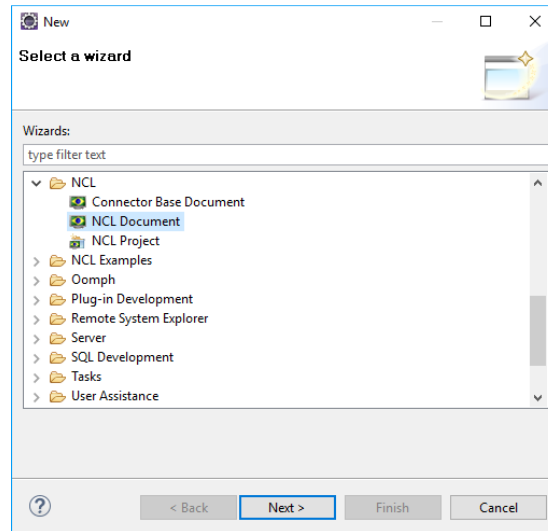 New
Select a wizard
Wizards:
type filter text
NCL
Connector Base Document
NCL Document
NCL Project
NCL Examples
Oomph
Plug-in Development
Remote System Explorer
Server
SQL Development
Tasks
User Assistance
? < Back Next > Finish Cancel